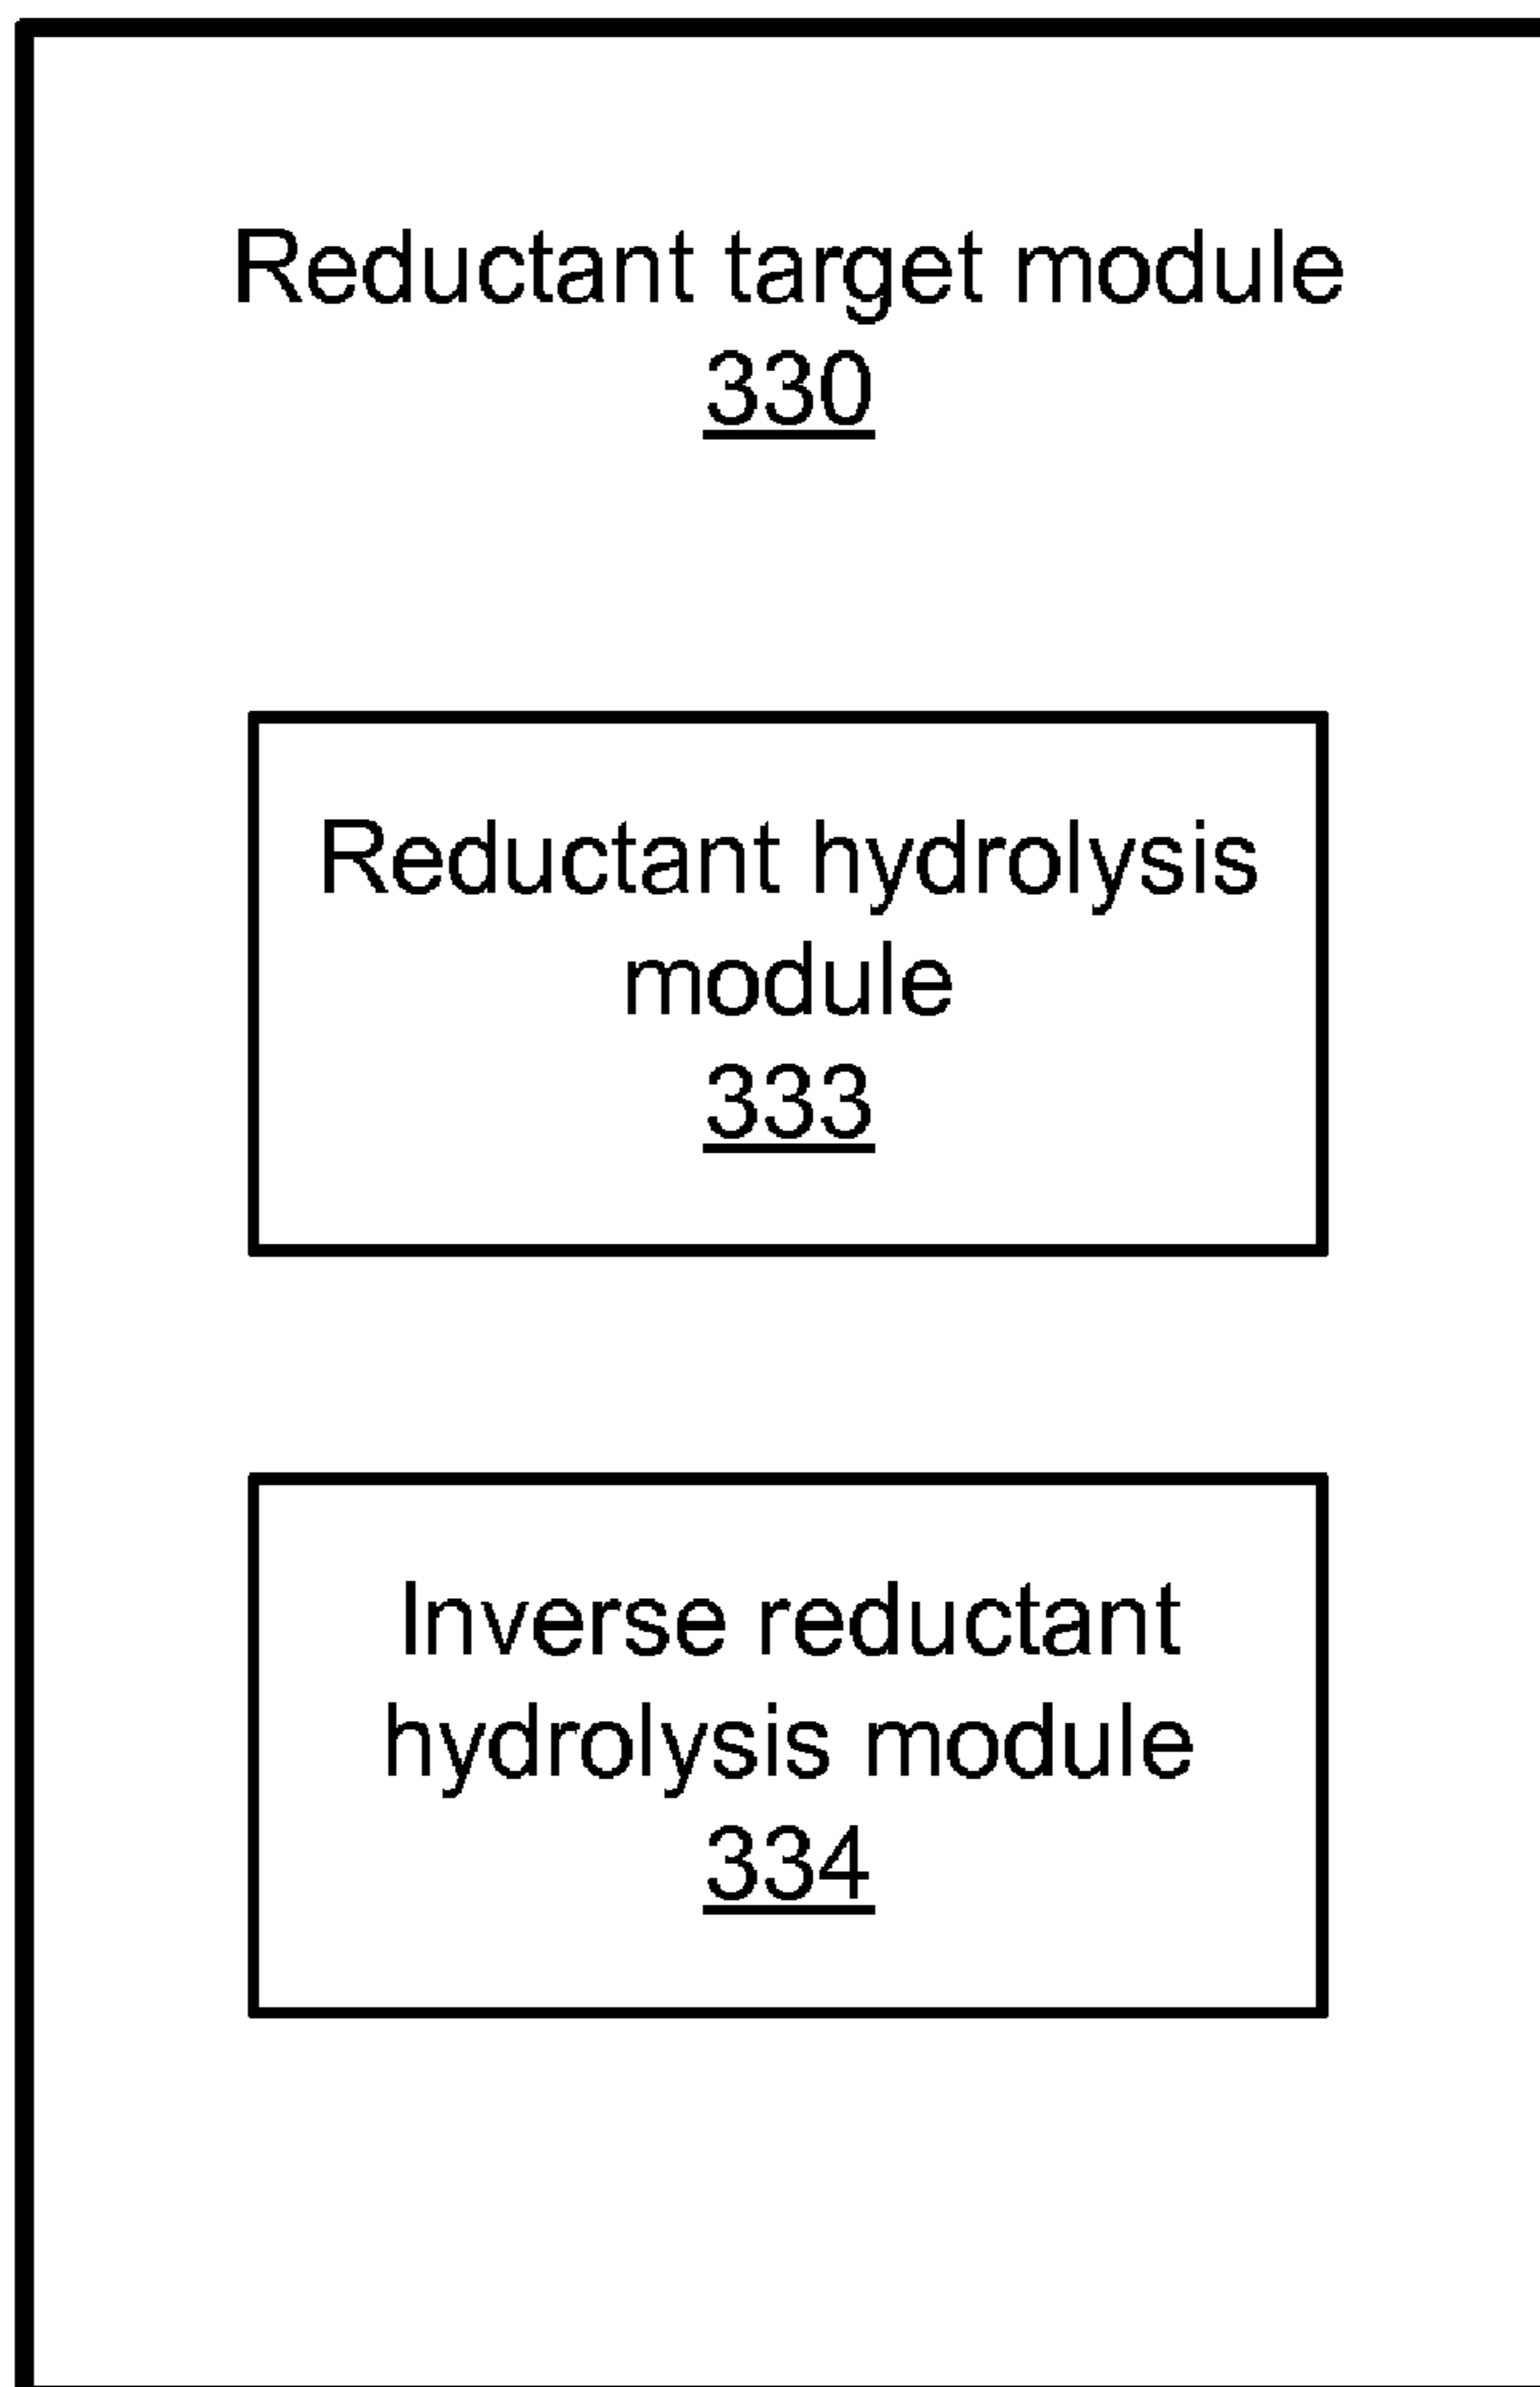 Reductant target module
330
Reductant hydrolysis
module
333
Inverse reductant
hydrolysis module
334